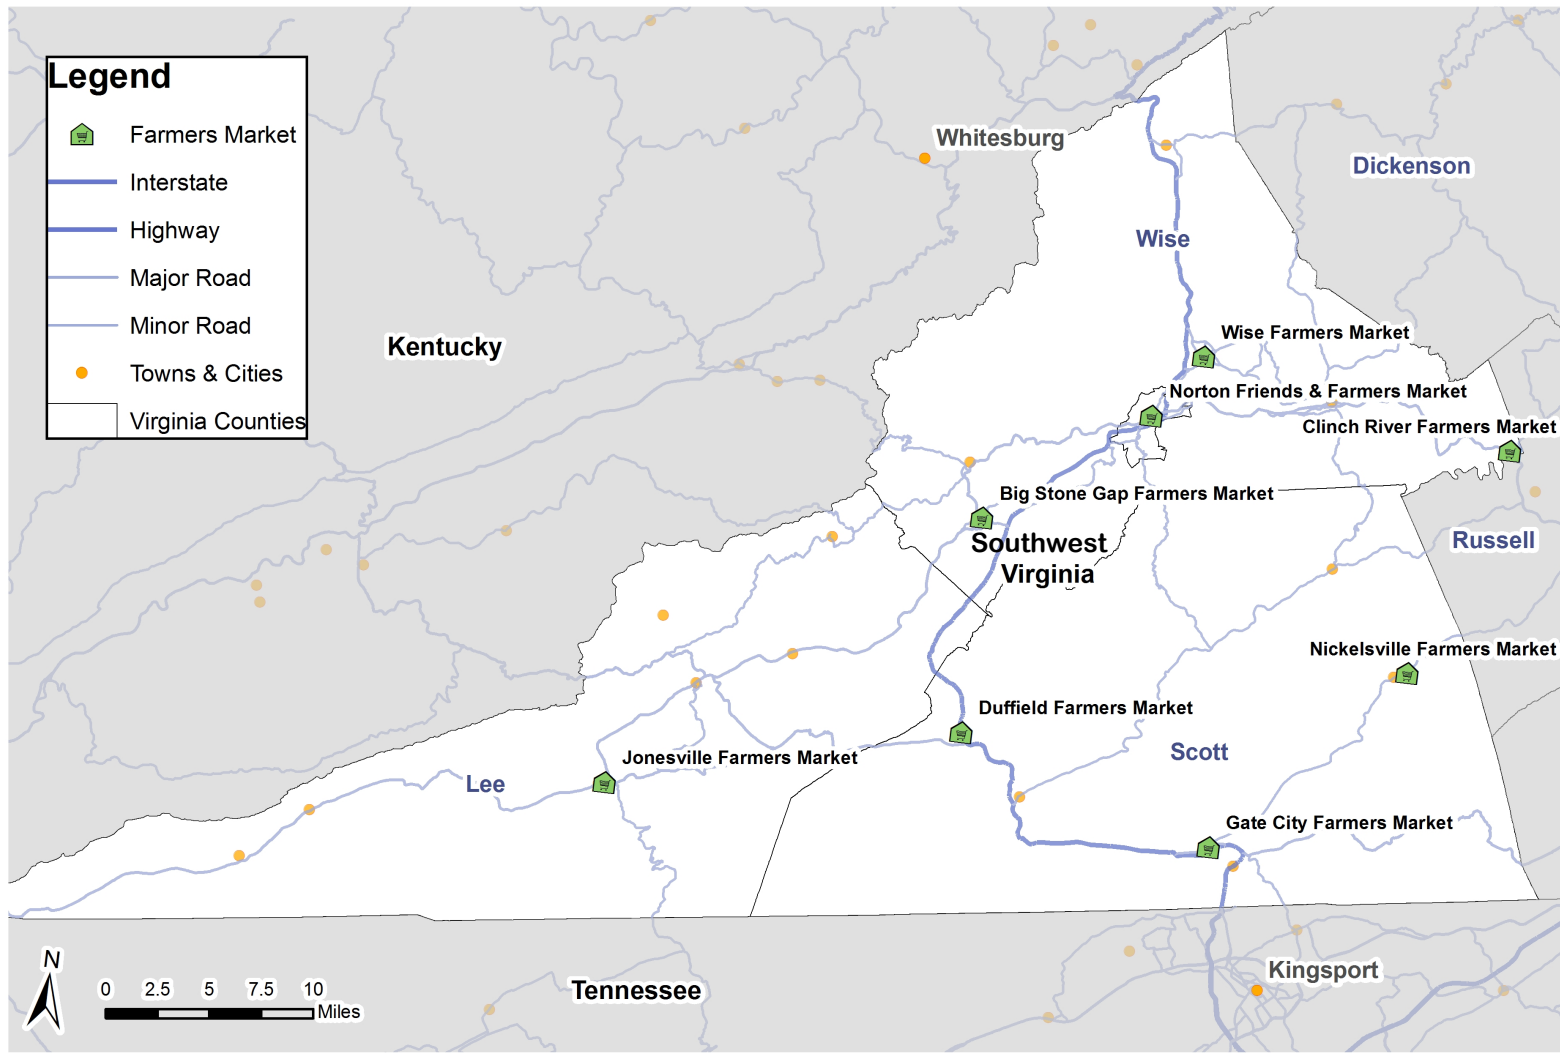 Legend
Farmers Market
Interstate
Highway
Major Road
Minor Road
Towns & Cities
Virginia Counties
Whitesburg
Dickenson
Wise
Wise Farmers Market
Kentucky
Norton Friends & Farmers Market
Clinch River Farmers Market
Big Stone Gap Farmers Market
Southwest
Virginia
Russell
Nickelsville Farmers Market
Duffield Farmers Market
Scott
Jonesville Farmers Market
Lee
Gate City Farmers Market
N
Kingsport
Tennessee
0 2.5 5 7.5 10
Miles